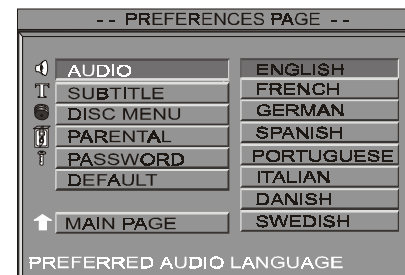 -- PREFERENCES PAGE --
AUDIO
SUBTITLE
DISC MENU
PARENTAL
PASSWORD
DEFAULT
MAIN PAGE
ENGLISH
FRENCH
GERMAN
SPANISH
PORTUGUESE
ITALIAN
DANISH
SWEDISH
PREFERRED AUDIO LANGUAGE